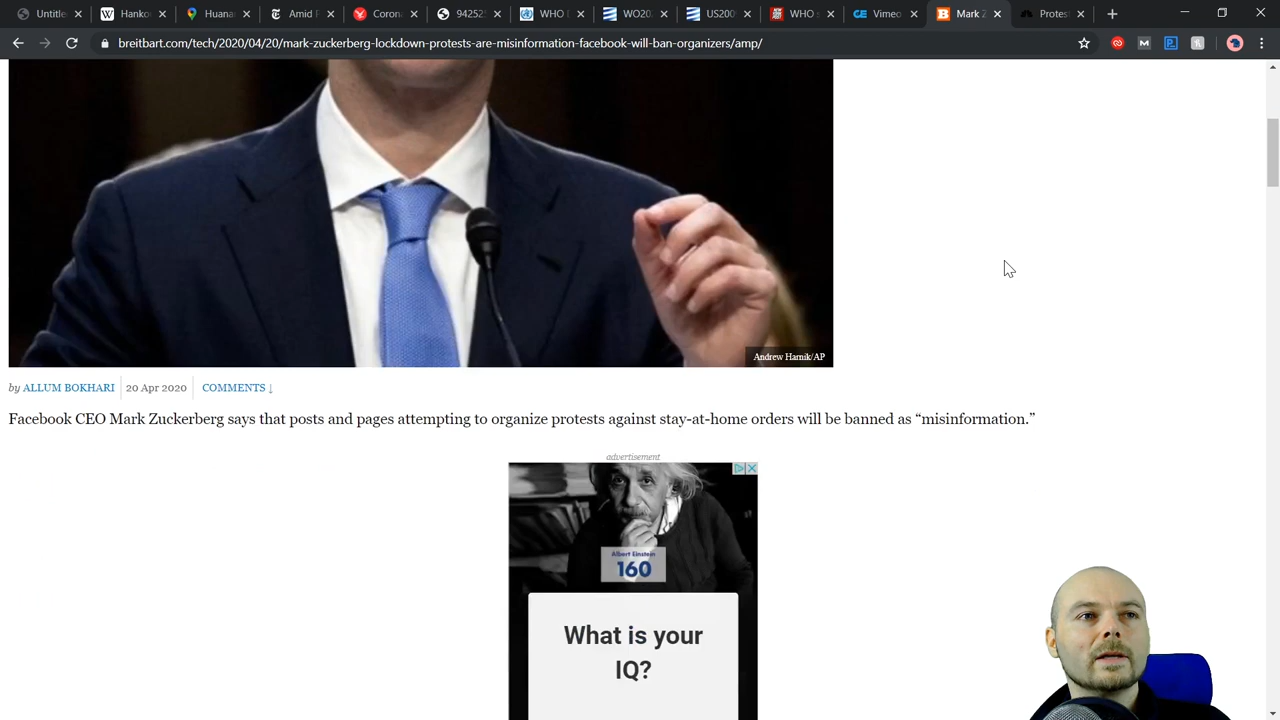 Untitle
Hanko
Huana
Amid F
Corona
94252
WHO D
WO20
US200
WHO s
CE Vimeo
Mark Z
Protest
breitbart.com/tech/2020/04/20/mark-zuckerberg-lockdown-protests-are-misinformation-facebook-will-ban-organizers/amp/
Andrew Harnik/AP
by ALLUM BOKHARI 20 Apr 2020 COMMENTS ↓
Facebook CEO Mark Zuckerberg says that posts and pages attempting to organize protests against stay-at-home orders will be banned as “misinformation.”
advertisement
Albert Einstein
160
What is your
IQ?